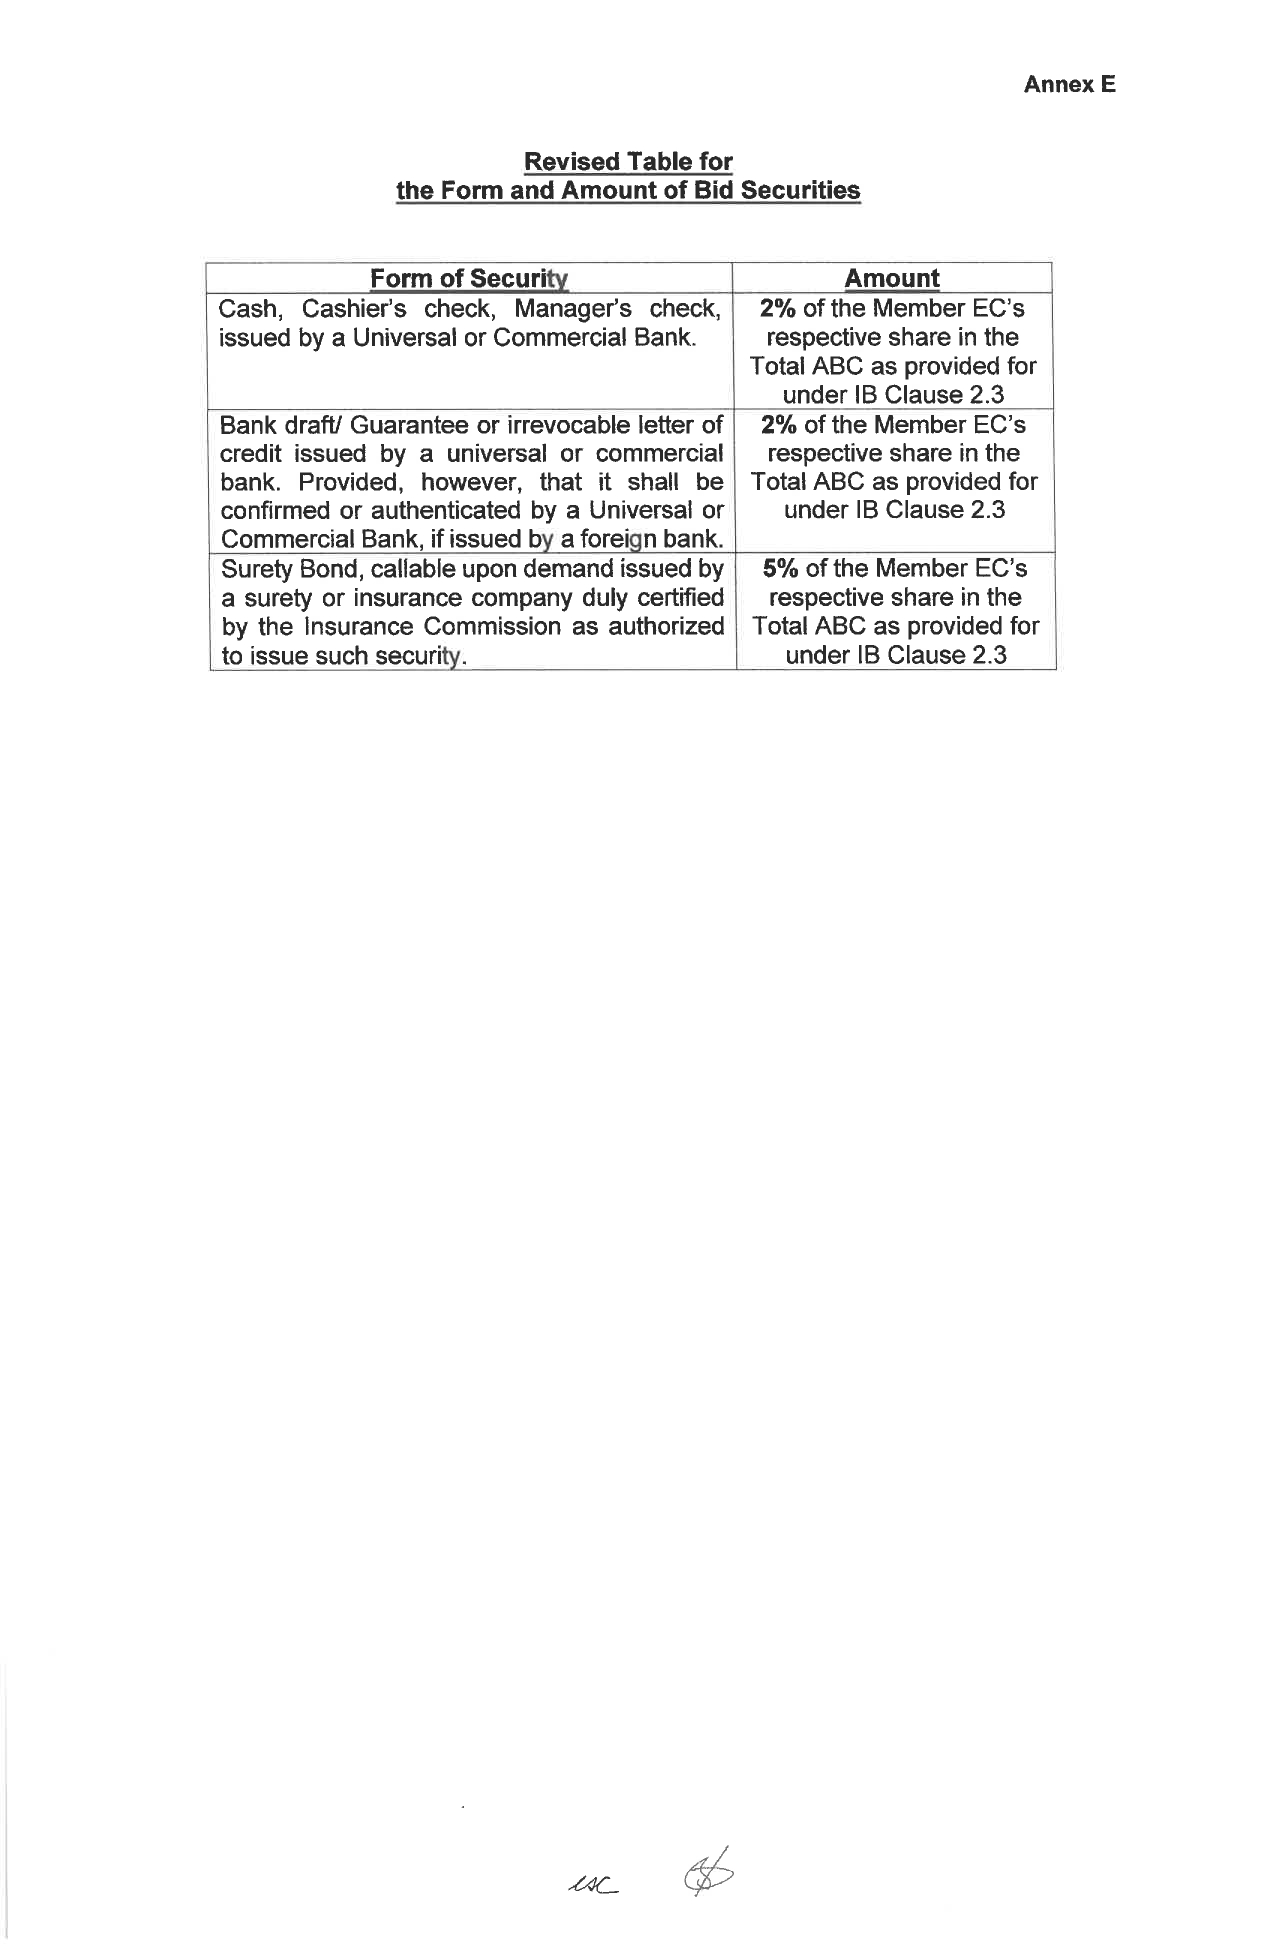 Annex E
Revised Table for
the Form and Amount of Bid Securities
Form of Security
Amount
Cash, Cashier's check, Manager's check,
issued by a Universal or Commercial Bank.
2% of the Member EC's
respective share in the
Total ABC as provided for
under IB Clause 2.3
Bank draft/ Guarantee or irrevocable letter of
credit issued by a universal or commercial
bank. Provided, however, that it shall be
confirmed or authenticated by a Universal or
Commercial Bank, if issued by a foreign bank.
2% of the Member EC's
respective share in the
Total ABC as provided for
under IB Clause 2.3
Surety Bond, callable upon demand issued by
a surety or insurance company duly certified
by the Insurance Commission as authorized
to issue such security.
5% of the Member EC's
respective share in the
Total ABC as provided for
under IB Clause 2.3